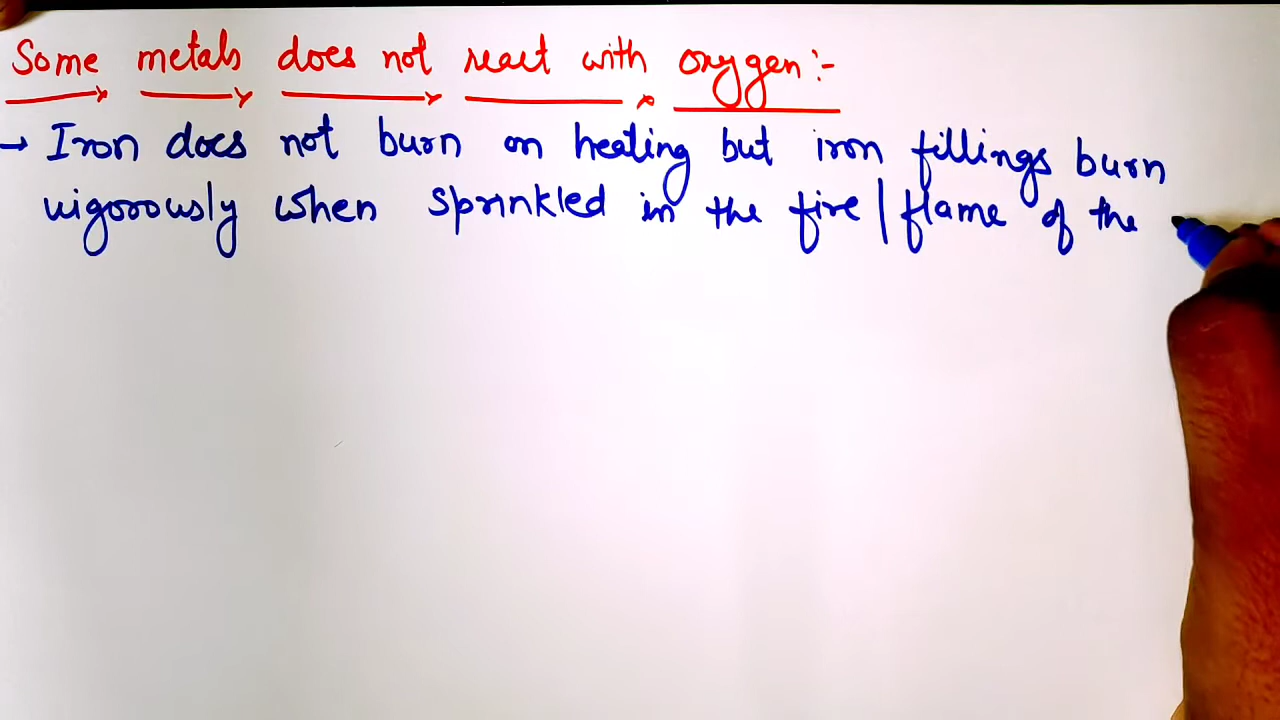 Some metals does not react with oxygen:-
→ Iron does not burn on heating but iron fillings burn
vigorously when sprinkled in the fire/flame of the